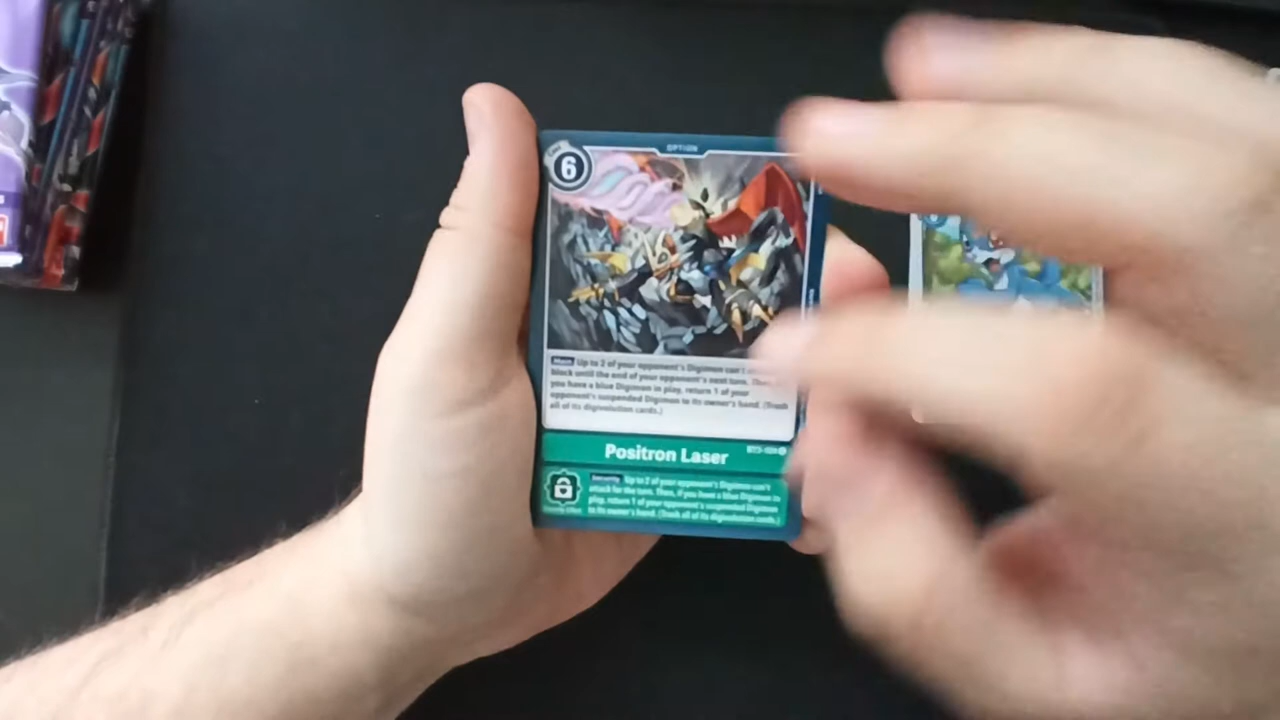 OPTION
6
Main Up to 2 of your opponent's Digimon can't
block until the end of your opponent's next turn.
you have a blue Digimon in play, return 1 of your
opponent's suspended Digimon to its owner's hand. (Trash
all of its digivolution cards.)
Positron Laser
Security Up to 2 of your opponent's Digimon can't
attack for the turn. Then, if you have a blue Digimon in
play, return 1 of your opponent's suspended Digimon
to its owner's hand. (Trash all of its digivolution cards.)
Security Effect